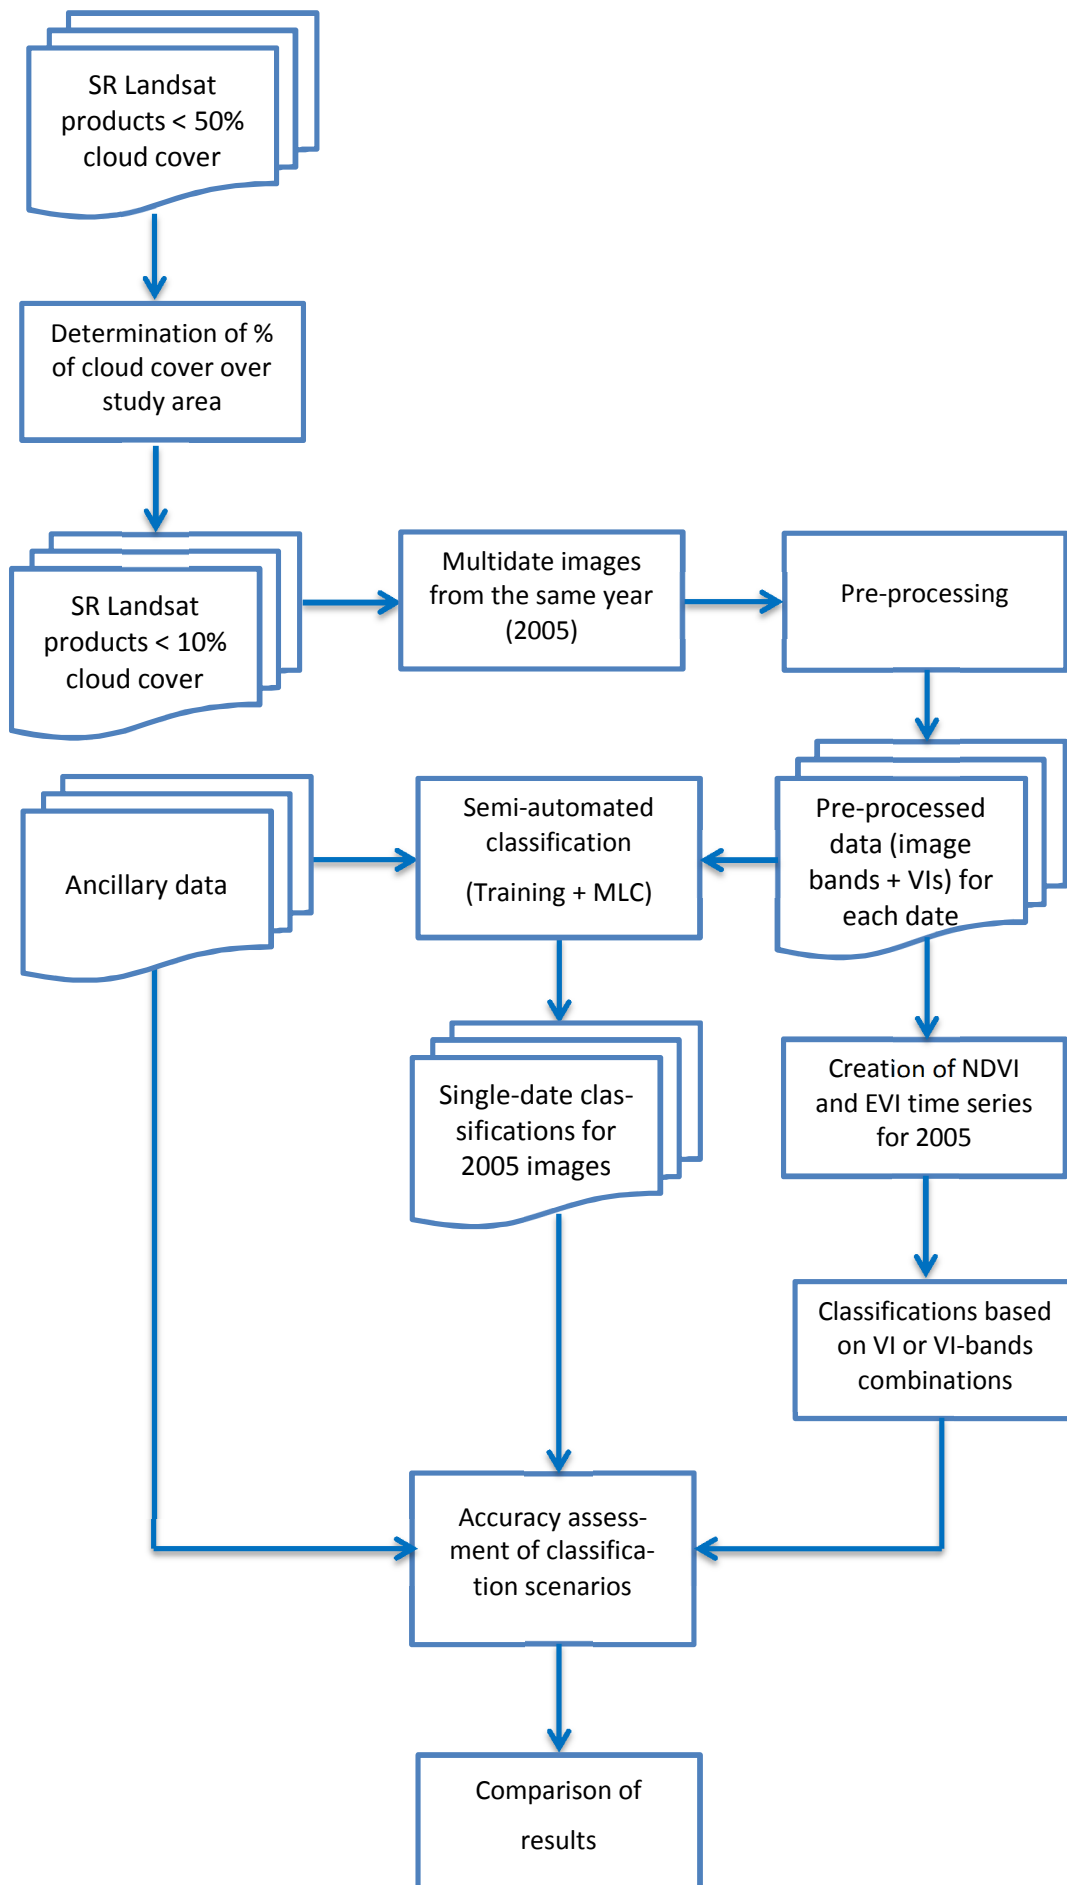 SR Landsat
products < 50%
cloud cover
Determination of %
of cloud cover over
study area
SR Landsat
products < 10%
cloud cover
Multidate images
from the same year
(2005)
Pre-processing
Ancillary data
Semi-automated
classification
(Training + MLC)
Pre-processed
data (image
bands + VIs) for
each date
Single-date clas-
sifications for
2005 images
Creation of NDVI
and EVI time series
for 2005
Classifications based
on VI or VI-bands
combinations
Accuracy assess-
ment of classifica-
tion scenarios
Comparison of
results